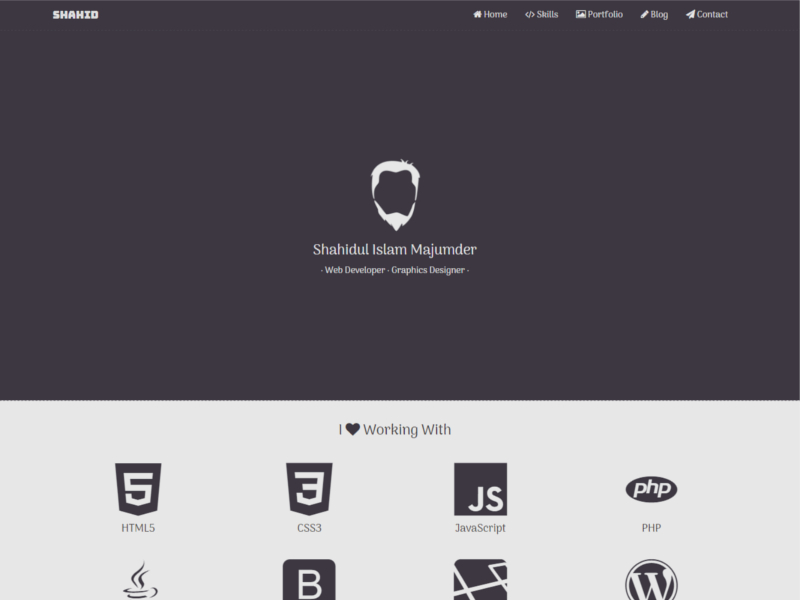 SHAHID
Home Skills Portfolio Blog Contact
Shahidul Islam Majumder
· Web Developer · Graphics Designer ·
I ♥ Working With
5 3 JS php
HTML5 CSS3 JavaScript PHP
B W